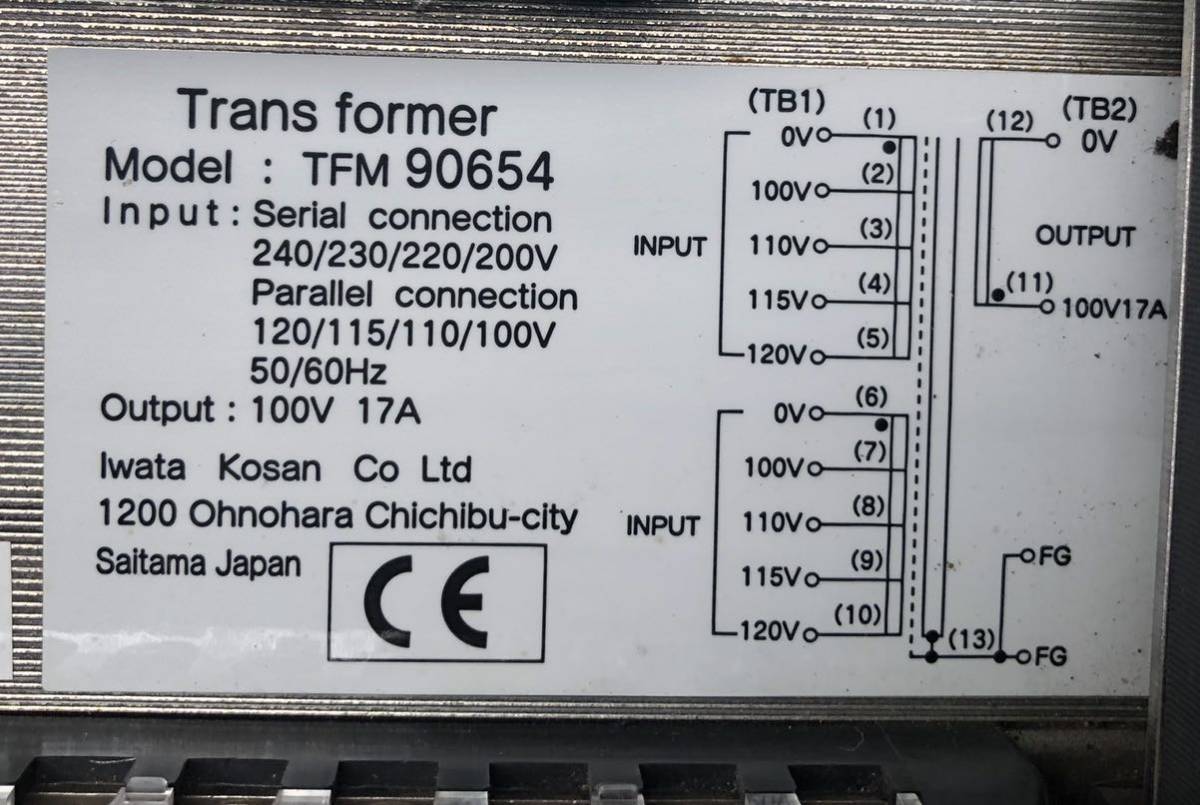 Trans former
Model : TFM 90654
Input : Serial connection
240/230/220/200V
Parallel connection
120/115/110/100V
50/60Hz
Output : 100V 17A
Iwata Kosan Co Ltd
1200 Ohnohara Chichibu-city
Saitama Japan
CE
(TB1)
0V (1)
100V (2)
INPUT 110V (3)
115V (4)
120V (5)
0V (6)
100V (7)
INPUT 110V (8)
115V (9)
120V (10)
(TB2)
(12) 0V
OUTPUT
(11) 100V17A
FG
(13) FG